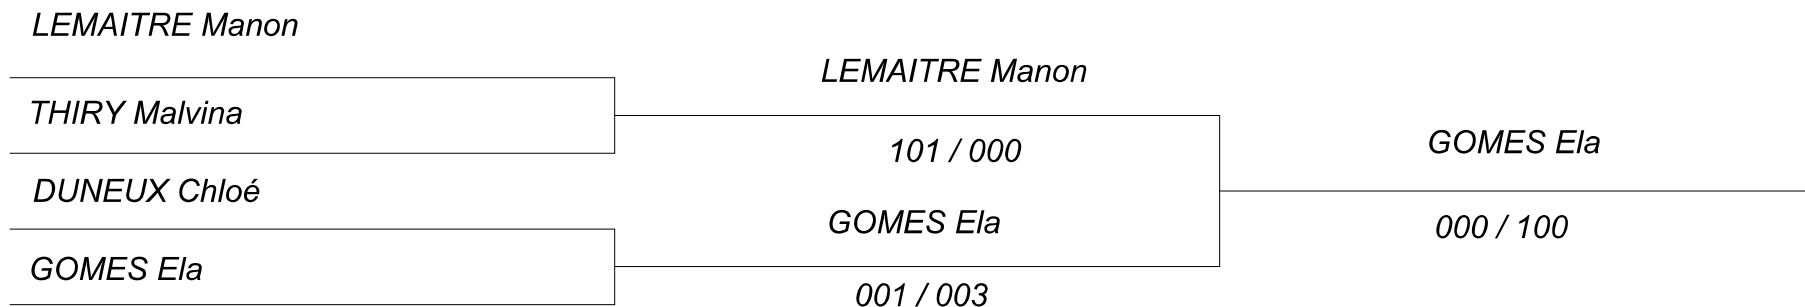 LEMAITRE Manon
THIRY Malvina
DUNEUX Chloé
GOMES Ela
LEMAITRE Manon
101 / 000
GOMES Ela
001 / 003
GOMES Ela
000 / 100